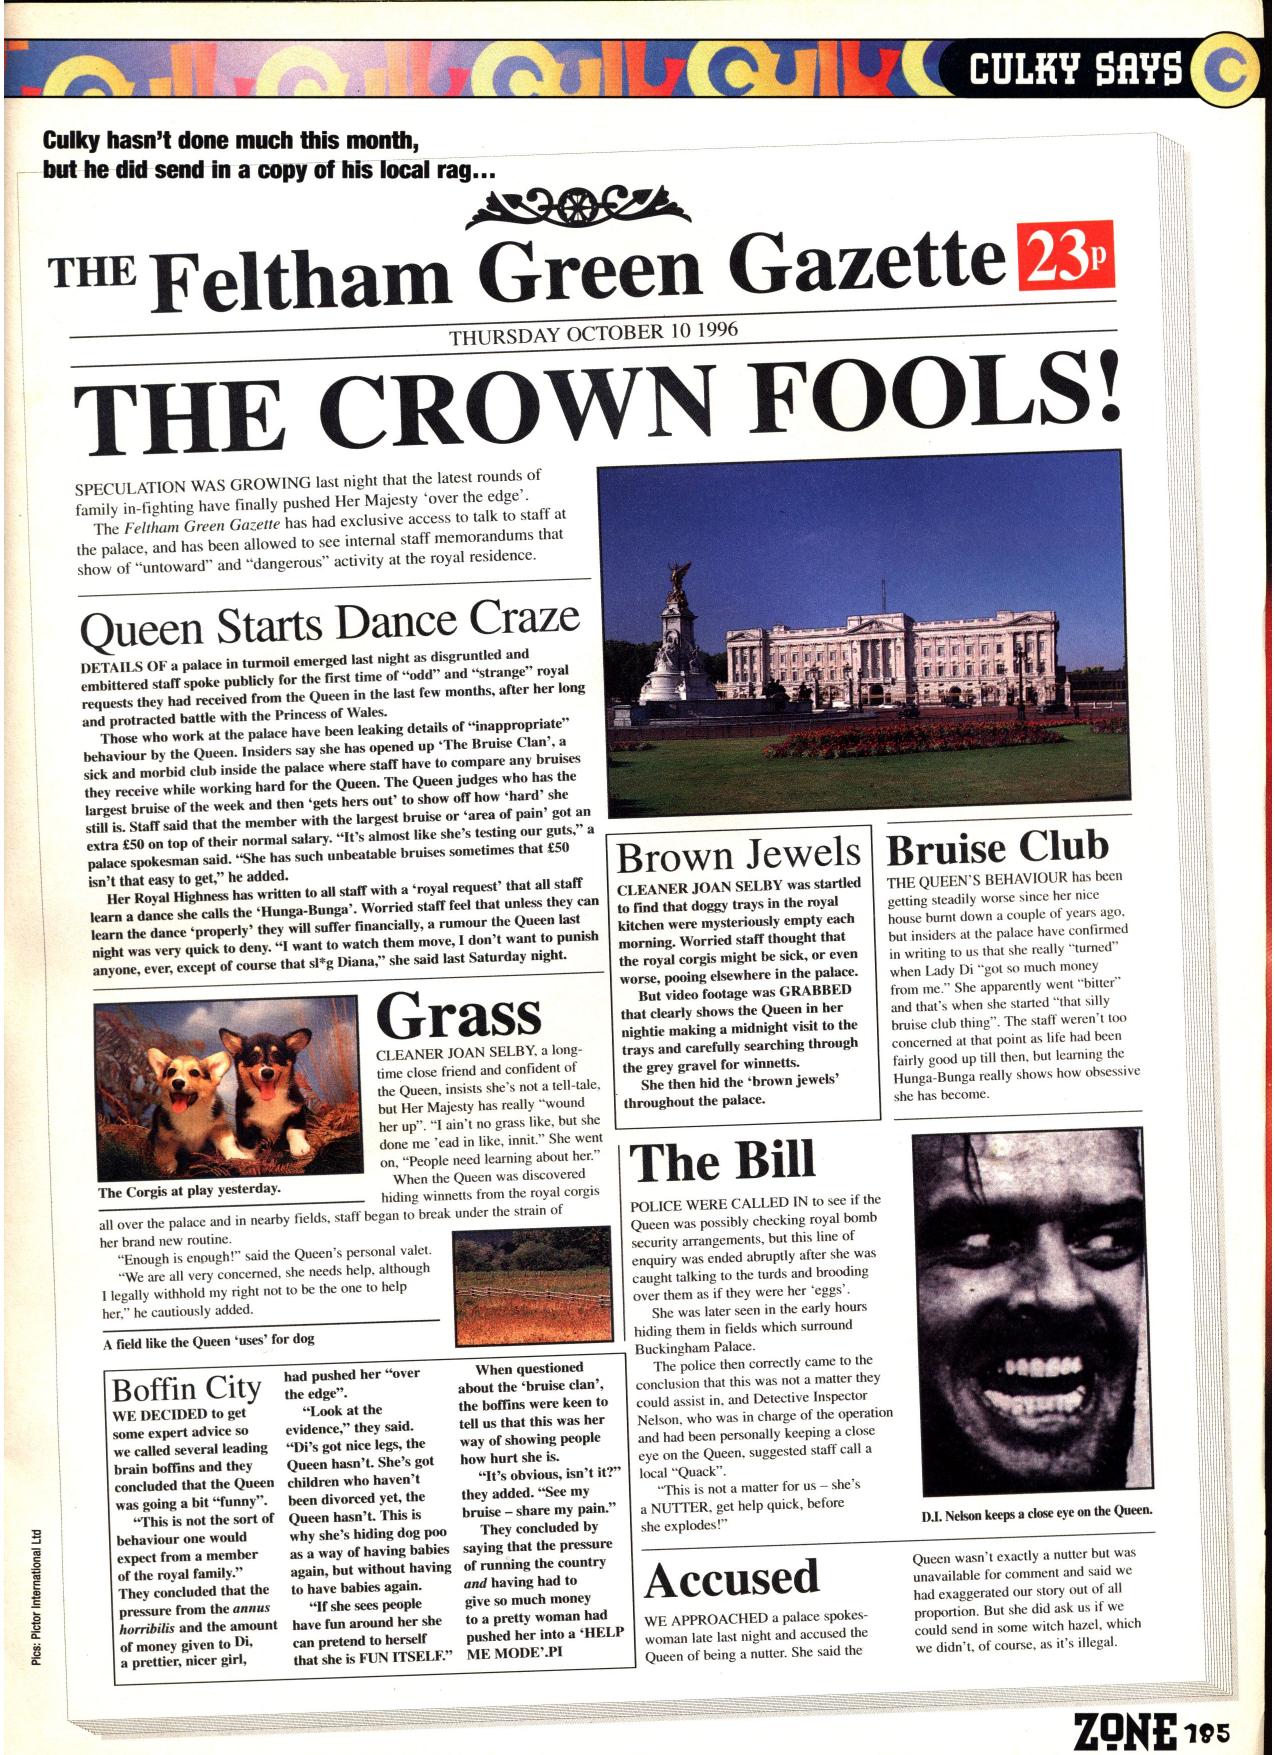 CULKY SAYS
Culky hasn't done much this month,
but he did send in a copy of his local rag...
THE Feltham Green Gazette 23p
THURSDAY OCTOBER 10 1996
THE CROWN FOOLS!
SPECULATION WAS GROWING last night that the latest rounds of
family in-fighting have finally pushed Her Majesty 'over the edge'.
The Feltham Green Gazette has had exclusive access to talk to staff at
the palace, and has been allowed to see internal staff memorandums that
show of "untoward" and "dangerous" activity at the royal residence.
Queen Starts Dance Craze
DETAILS OF a palace in turmoil emerged last night as disgruntled and
embittered staff spoke publicly for the first time of "odd" and "strange" royal
requests they had received from the Queen in the last few months, after her long
and protracted battle with the Princess of Wales.
Those who work at the palace have been leaking details of "inappropriate"
behaviour by the Queen. Insiders say she has opened up 'The Bruise Clan', a
sick and morbid club inside the palace where staff have to compare any bruises
they receive while working hard for the Queen. The Queen judges who has the
largest bruise of the week and then 'gets hers out' to show off how 'hard' she
still is. Staff said that the member with the largest bruise or 'area of pain' got an
extra £50 on top of their normal salary. "It's almost like she's testing our guts," a
palace spokesman said. "She has such unbeatable bruises sometimes that £50
isn't that easy to get," he added.
Her Royal Highness has written to all staff with a 'royal request' that all staff
learn a dance she calls the 'Hunga-Bunga'. Worried staff feel that unless they can
learn the dance 'properly' they will suffer financially, a rumour the Queen last
night was very quick to deny. "I want to watch them move, I don't want to punish
anyone, ever, except of course that sl*g Diana," she said last Saturday night.
The Corgis at play yesterday.
Grass
CLEANER JOAN SELBY, a long-
time close friend and confident of
the Queen, insists she's not a tell-tale,
but Her Majesty has really "wound
her up". "I ain't no grass like, but she
done me 'ead in like, innit." She went
on, "People need learning about her."
When the Queen was discovered
hiding winnetts from the royal corgis
all over the palace and in nearby fields, staff began to break under the strain of
her brand new routine.
"Enough is enough!" said the Queen's personal valet.
"We are all very concerned, she needs help, although
I legally withhold my right not to be the one to help
her," he cautiously added.
A field like the Queen 'uses' for dog
Boffin City
WE DECIDED to get
some expert advice so
we called several leading
brain boffins and they
concluded that the Queen
was going a bit "funny".
"This is not the sort of
behaviour one would
expect from a member
of the royal family."
They concluded that the
pressure from the annus
horribilis and the amount
of money given to Di,
a prettier, nicer girl,
had pushed her "over
the edge".
"Look at the
evidence," they said.
"Di's got nice legs, the
Queen hasn't. She's got
children who haven't
been divorced yet, the
Queen hasn't. This is
why she's hiding dog poo
as a way of having babies
again, but without having
to have babies again.
"If she sees people
have fun around her she
can pretend to herself
that she is FUN ITSELF."
When questioned
about the 'bruise clan',
the boffins were keen to
tell us that this was her
way of showing people
how hurt she is.
"It's obvious, isn't it?"
they added. "See my
bruise – share my pain."
They concluded by
saying that the pressure
of running the country
and having had to
give so much money
to a pretty woman had
pushed her into a 'HELP
ME MODE'.PI
Brown Jewels
CLEANER JOAN SELBY was startled
to find that doggy trays in the royal
kitchen were mysteriously empty each
morning. Worried staff thought that
the royal corgis might be sick, or even
worse, pooing elsewhere in the palace.
But video footage was GRABBED
that clearly shows the Queen in her
nightie making a midnight visit to the
trays and carefully searching through
the grey gravel for winnetts.
She then hid the 'brown jewels'
throughout the palace.
Bruise Club
THE QUEEN'S BEHAVIOUR has been
getting steadily worse since her nice
house burnt down a couple of years ago,
but insiders at the palace have confirmed
in writing to us that she really "turned"
when Lady Di "got so much money
from me." She apparently went "bitter"
and that's when she started "that silly
bruise club thing". The staff weren't too
concerned at that point as life had been
fairly good up till then, but learning the
Hunga-Bunga really shows how obsessive
she has become.
The Bill
POLICE WERE CALLED IN to see if the
Queen was possibly checking royal bomb
security arrangements, but this line of
enquiry was ended abruptly after she was
caught talking to the turds and brooding
over them as if they were her 'eggs'.
She was later seen in the early hours
hiding them in fields which surround
Buckingham Palace.
The police then correctly came to the
conclusion that this was not a matter they
could assist in, and Detective Inspector
Nelson, who was in charge of the operation
and had been personally keeping a close
eye on the Queen, suggested staff call a
local "Quack".
"This is not a matter for us – she's
a NUTTER, get help quick, before
she explodes!"
D.I. Nelson keeps a close eye on the Queen.
Accused
WE APPROACHED a palace spokes-
woman late last night and accused the
Queen of being a nutter. She said the
Queen wasn't exactly a nutter but was
unavailable for comment and said we
had exaggerated our story out of all
proportion. But she did ask us if we
could send in some witch hazel, which
we didn't, of course, as it's illegal.
Pics: Pictor International Ltd
ZONE 195